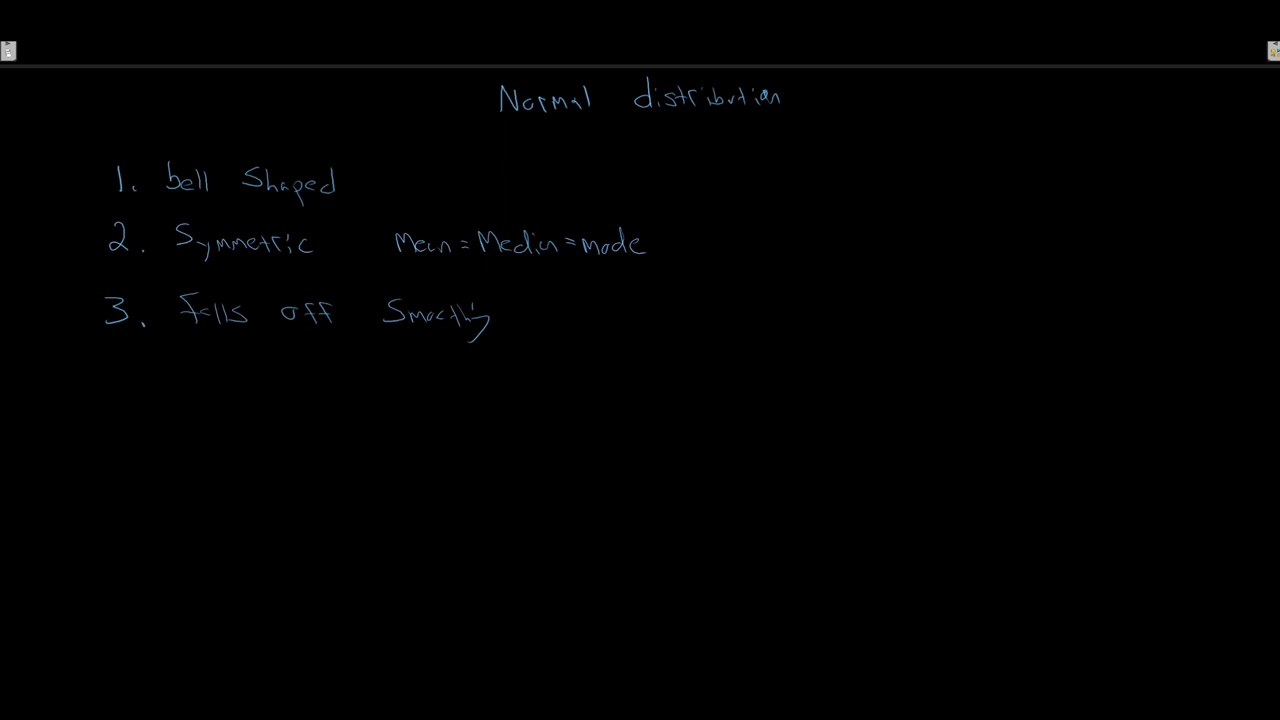 Normal distribution
1. bell Shaped
2. Symmetric Mean = Median = mode
3. Falls off Smoothly